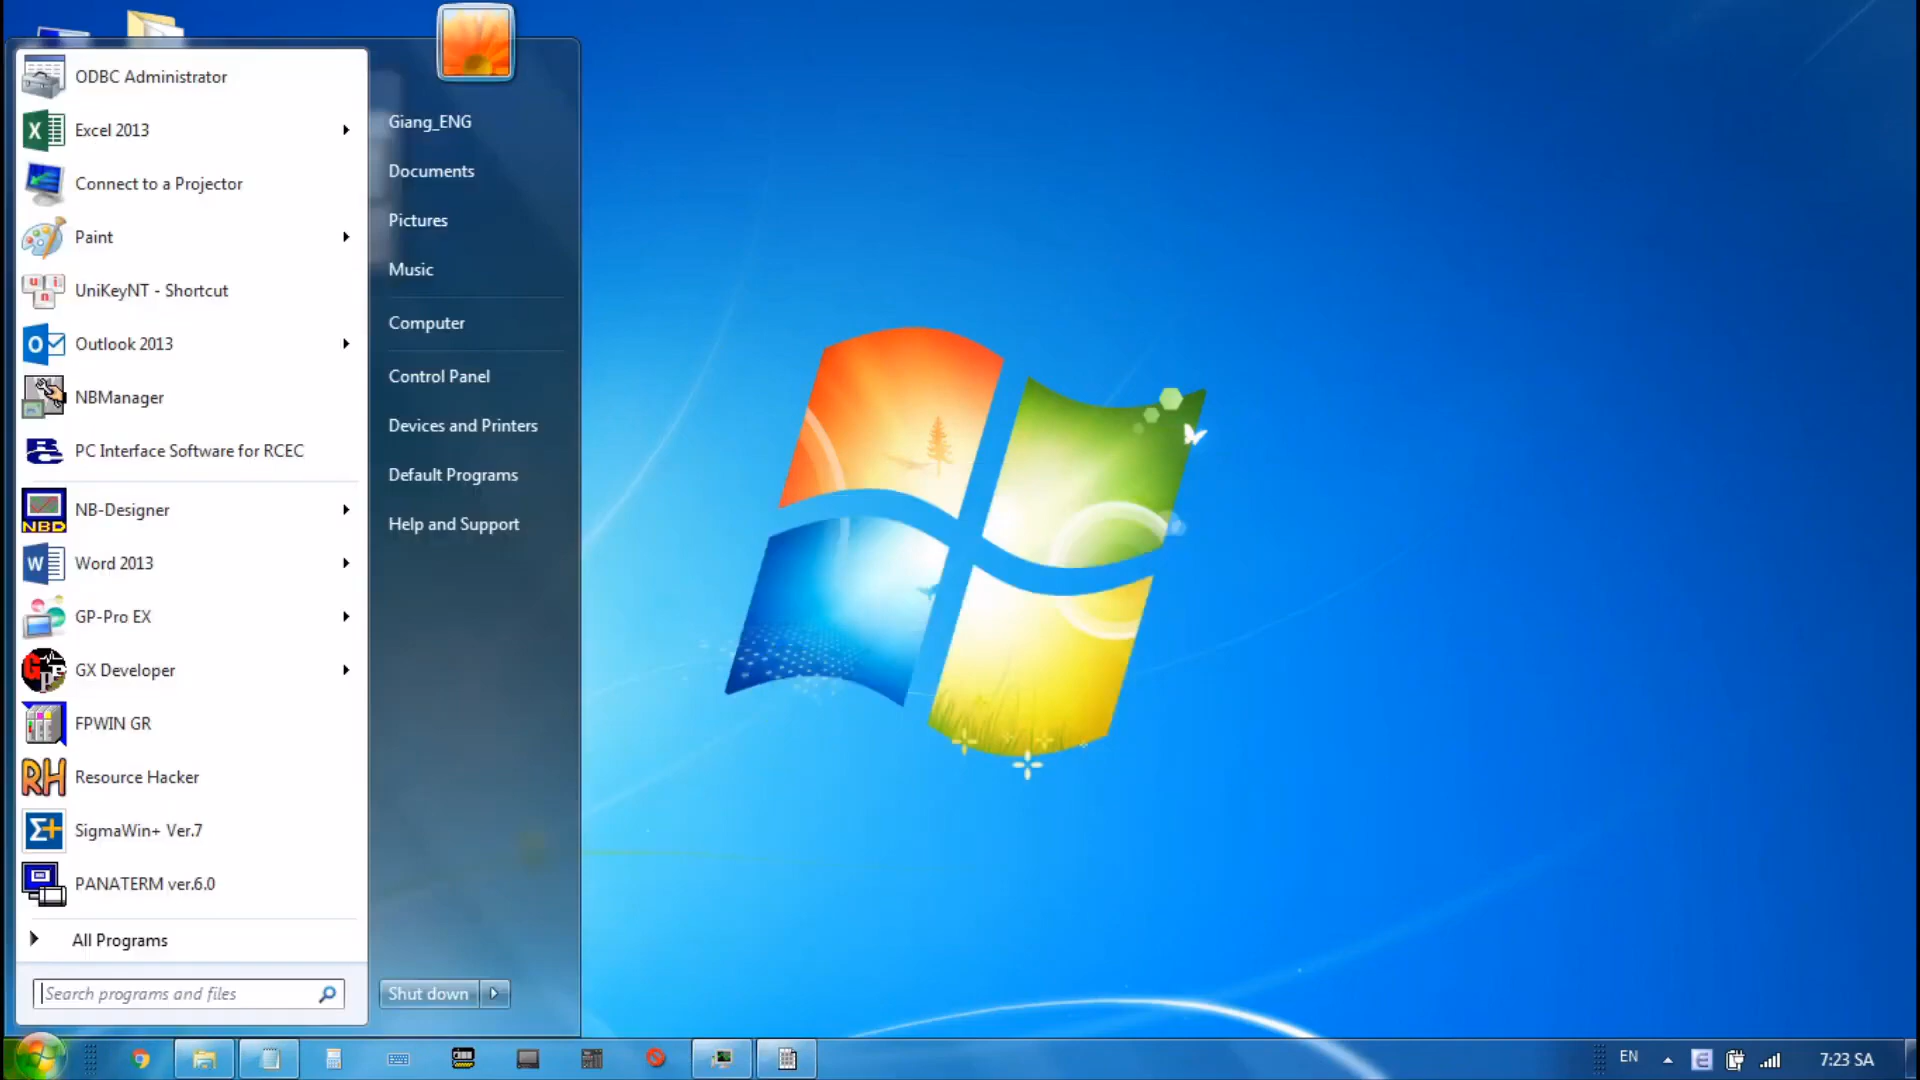 ODBC Administrator
Excel 2013
Connect to a Projector
Paint
UniKeyNT - Shortcut
Outlook 2013
NBManager
PC Interface Software for RCEC
NBD
NB-Designer
Word 2013
GP-Pro EX
GX Developer
FPWIN GR
RH
Resource Hacker
SigmaWin+ Ver.7
PANATERM ver.6.0
All Programs
Search programs and files
Giang_ENG
Documents
Pictures
Music
Computer
Control Panel
Devices and Printers
Default Programs
Help and Support
Shut down
EN
7:23 SA